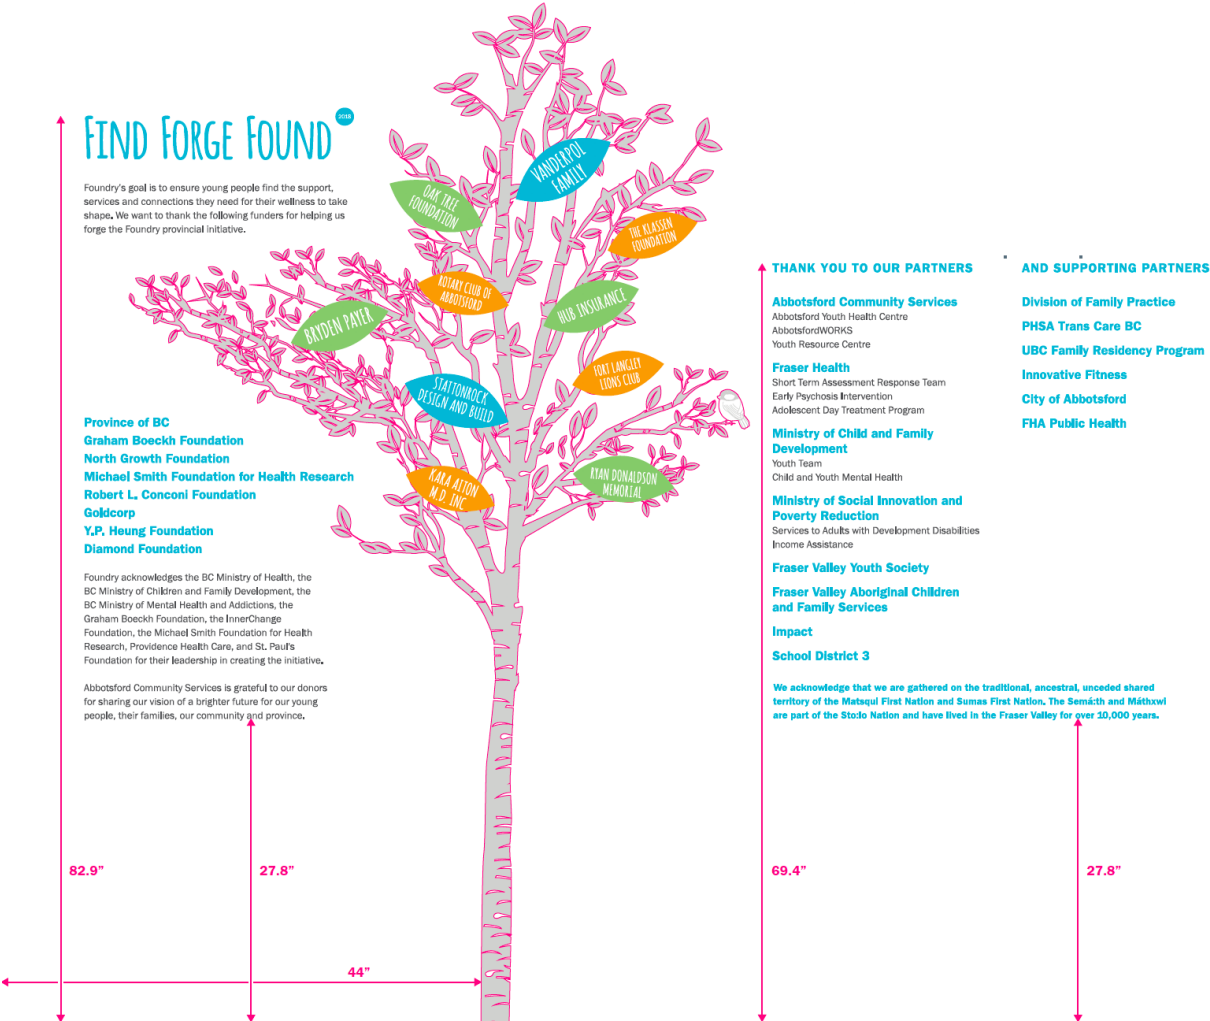 FIND FORGE FOUND
2018
Foundry's goal is to ensure young people find the support,
services and connections they need for their wellness to take
shape. We want to thank the following funders for helping us
forge the Foundry provincial initiative.
Province of BC
Graham Boeckh Foundation
North Growth Foundation
Michael Smith Foundation for Health Research
Robert L. Conconi Foundation
Goldcorp
Y.P. Heung Foundation
Diamond Foundation
Foundry acknowledges the BC Ministry of Health, the
BC Ministry of Children and Family Development, the
BC Ministry of Mental Health and Addictions, the
Graham Boeckh Foundation, the InnerChange
Foundation, the Michael Smith Foundation for Health
Research, Providence Health Care, and St. Paul's
Foundation for their leadership in creating the initiative.
Abbotsford Community Services is grateful to our donors
for sharing our vision of a brighter future for our young
people, their families, our community and province.
82.9"
27.8"
44"
VANDERPOL
FAMILY
OAK TREE
FOUNDATION
THE KLASSEN
FOUNDATION
ROTARY CLUB OF
ABBOTSFORD
HUB INSURANCE
BRYDEN PAYER
FORT LANGLEY
LIONS CLUB
STATTONROCK
DESIGN AND BUILD
KARA AITON
M.D. INC
RYAN DONALDSON
MEMORIAL
THANK YOU TO OUR PARTNERS
Abbotsford Community Services
Abbotsford Youth Health Centre
AbbotsfordWORKS
Youth Resource Centre
Fraser Health
Short Term Assessment Response Team
Early Psychosis Intervention
Adolescent Day Treatment Program
Ministry of Child and Family
Development
Youth Team
Child and Youth Mental Health
Ministry of Social Innovation and
Poverty Reduction
Services to Adults with Development Disabilities
Income Assistance
Fraser Valley Youth Society
Fraser Valley Aboriginal Children
and Family Services
Impact
School District 3
AND SUPPORTING PARTNERS
Division of Family Practice
PHSA Trans Care BC
UBC Family Residency Program
Innovative Fitness
City of Abbotsford
FHA Public Health
We acknowledge that we are gathered on the traditional, ancestral, unceded shared
territory of the Matsqui First Nation and Sumas First Nation. The Semá:th and Máthxwi
are part of the Sto:lo Nation and have lived in the Fraser Valley for over 10,000 years.
69.4"
27.8"